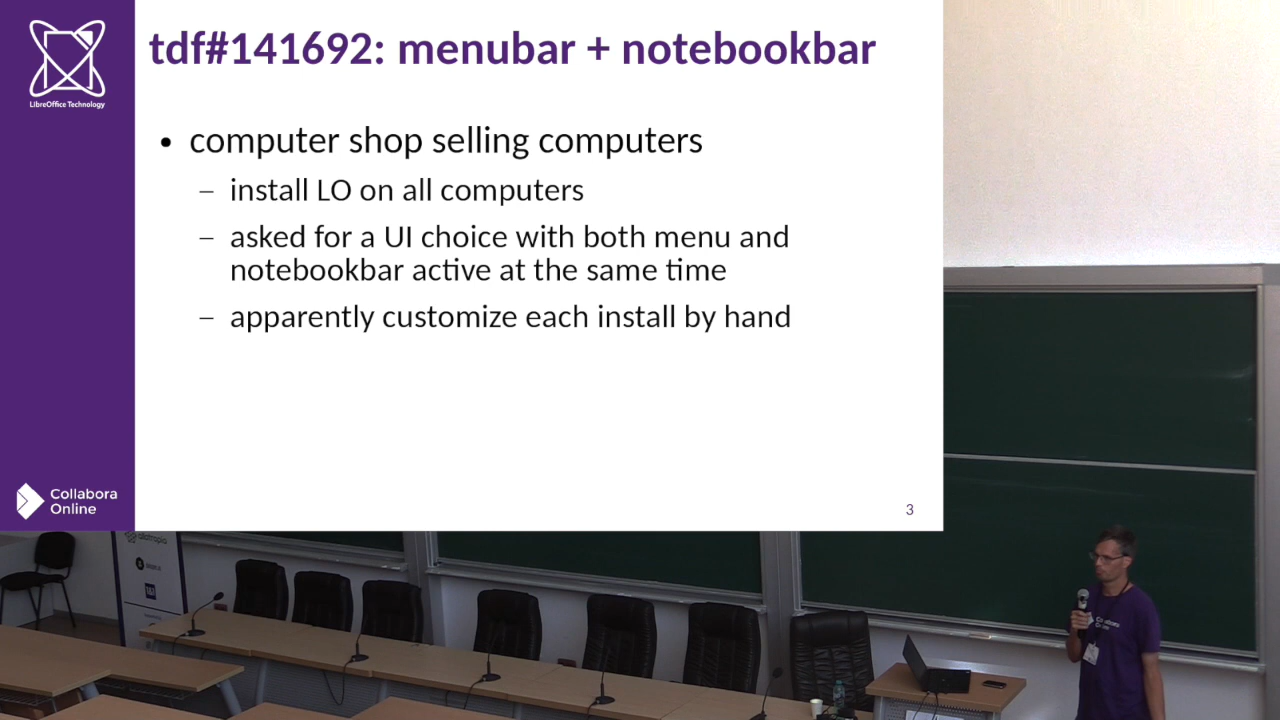 LibreOffice Technology
tdf#141692: menubar + notebookbar
• computer shop selling computers
– install LO on all computers
– asked for a UI choice with both menu and
notebookbar active at the same time
– apparently customize each install by hand
Collabora
Online
3
allotropia
Collabora